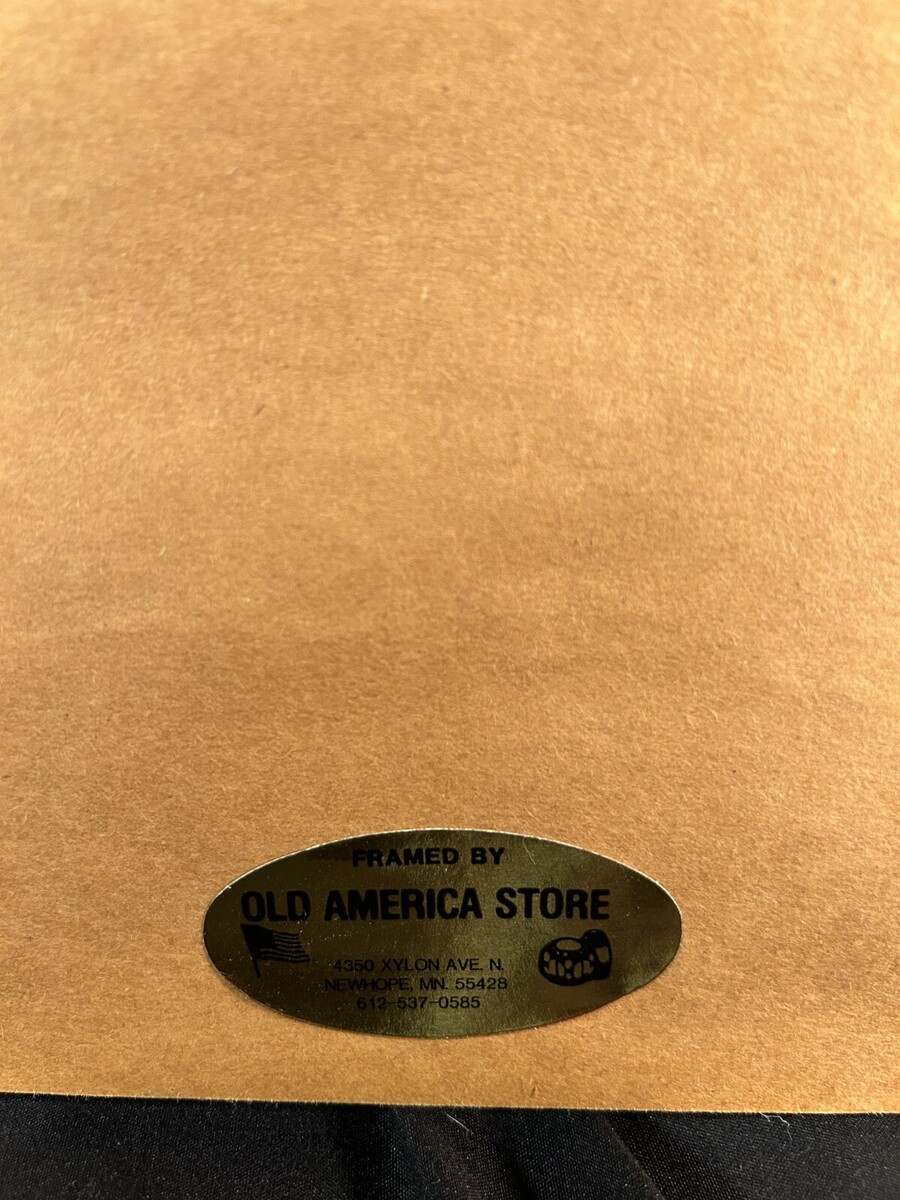 FRAMED BY
OLD AMERICA STORE
4350 XYLON AVE. N.
NEWHOPE, MN. 55428
612-537-0585